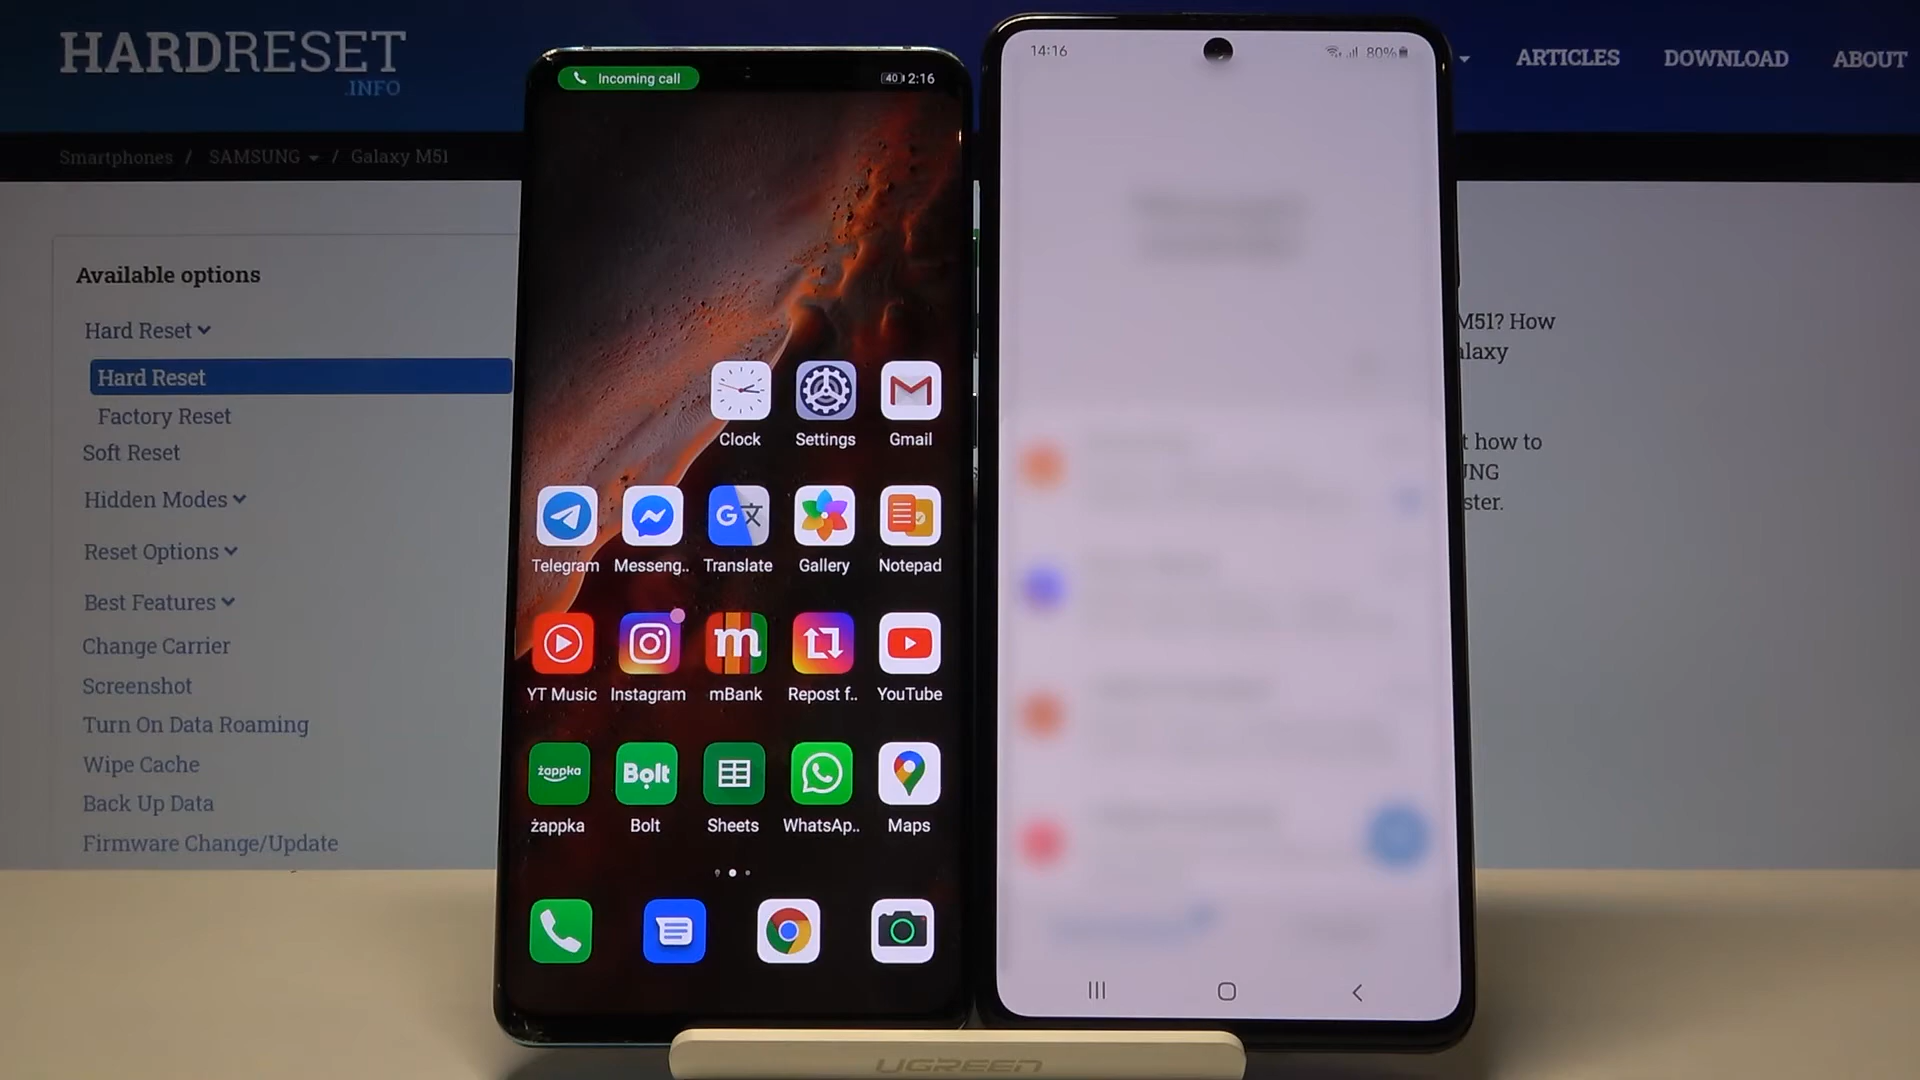 HARDRESET
.INFO
ARTICLES DOWNLOAD ABOUT
Smartphones / SAMSUNG / Galaxy M51
Available options
Hard Reset
Hard Reset
Factory Reset
Soft Reset
Hidden Modes
Reset Options
Best Features
Change Carrier
Screenshot
Turn On Data Roaming
Wipe Cache
Back Up Data
Firmware Change/Update
Incoming call 40 2:16
Clock Settings Gmail
Telegram Messeng.. Translate Gallery Notepad
m
YT Music Instagram mBank Repost f.. YouTube
żappka Bolt
żappka Bolt Sheets WhatsAp.. Maps
14:16 80%
M51? How
alaxy
t how to
UNG
ster.
UGREEN